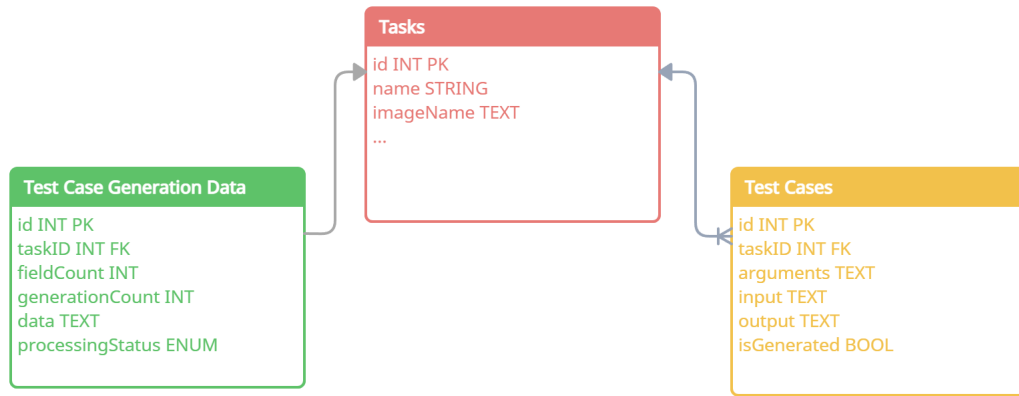 Tasks
id INT PK
name STRING
imageName TEXT
...
Test Case Generation Data
id INT PK
taskID INT FK
fieldCount INT
generationCount INT
data TEXT
processingStatus ENUM
Test Cases
id INT PK
taskID INT FK
arguments TEXT
input TEXT
output TEXT
isGenerated BOOL